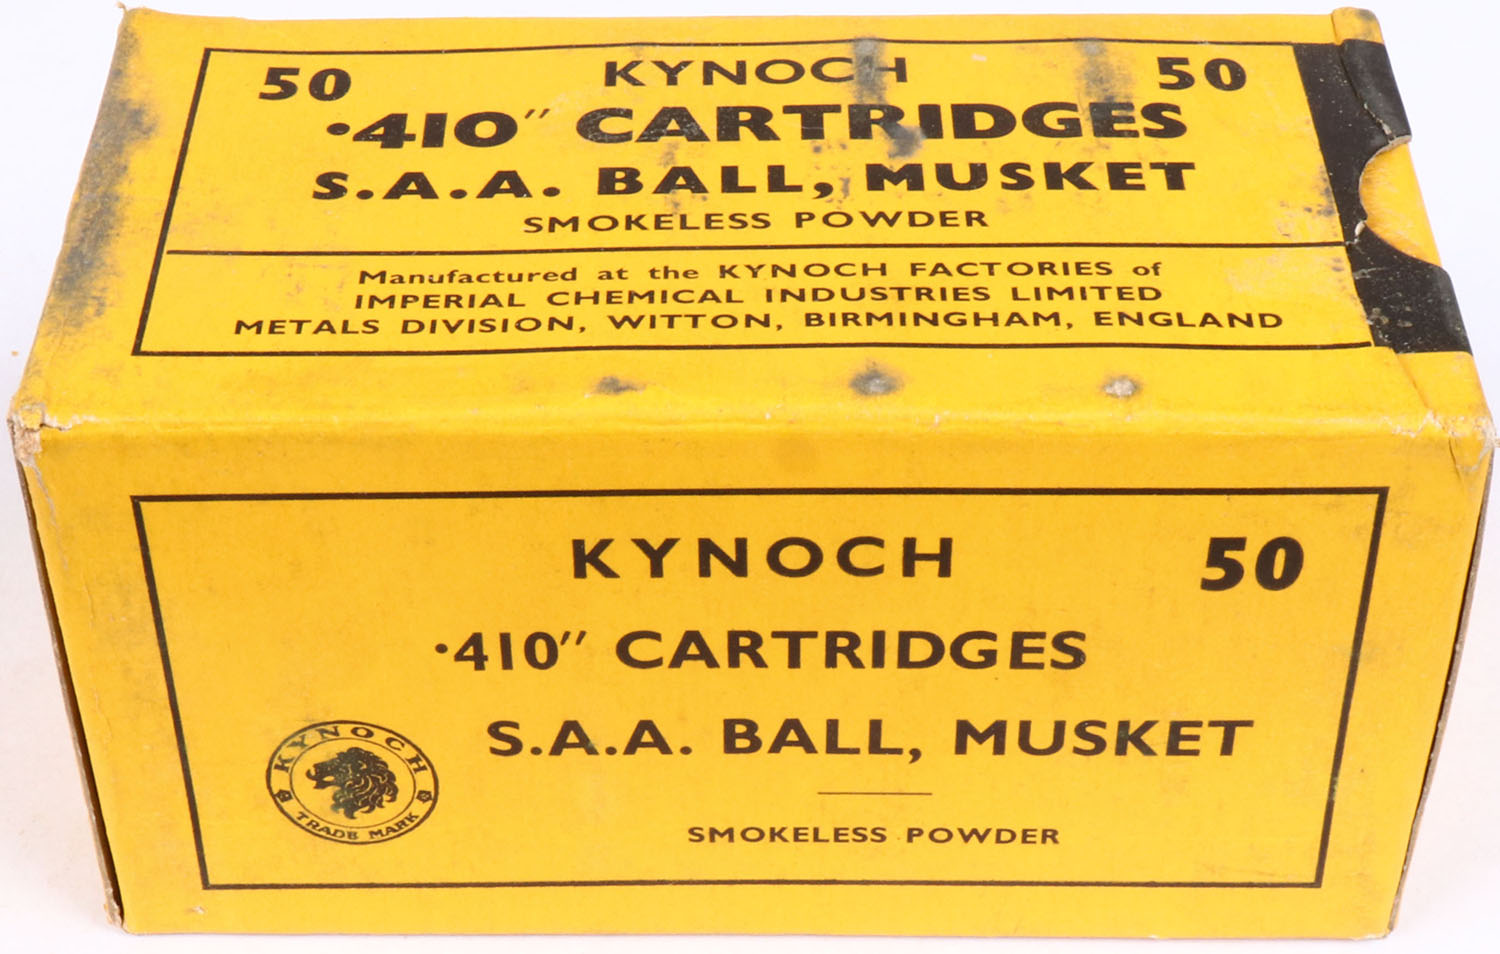 50 KYNOCH 50
·410″ CARTRIDGES
S.A.A. BALL, MUSKET
SMOKELESS POWDER
Manufactured at the KYNOCH FACTORIES of
IMPERIAL CHEMICAL INDUSTRIES LIMITED
METALS DIVISION, WITTON, BIRMINGHAM, ENGLAND
KYNOCH 50
·410″ CARTRIDGES
S.A.A. BALL, MUSKET
KYNOCH
TRADE MARK
SMOKELESS POWDER